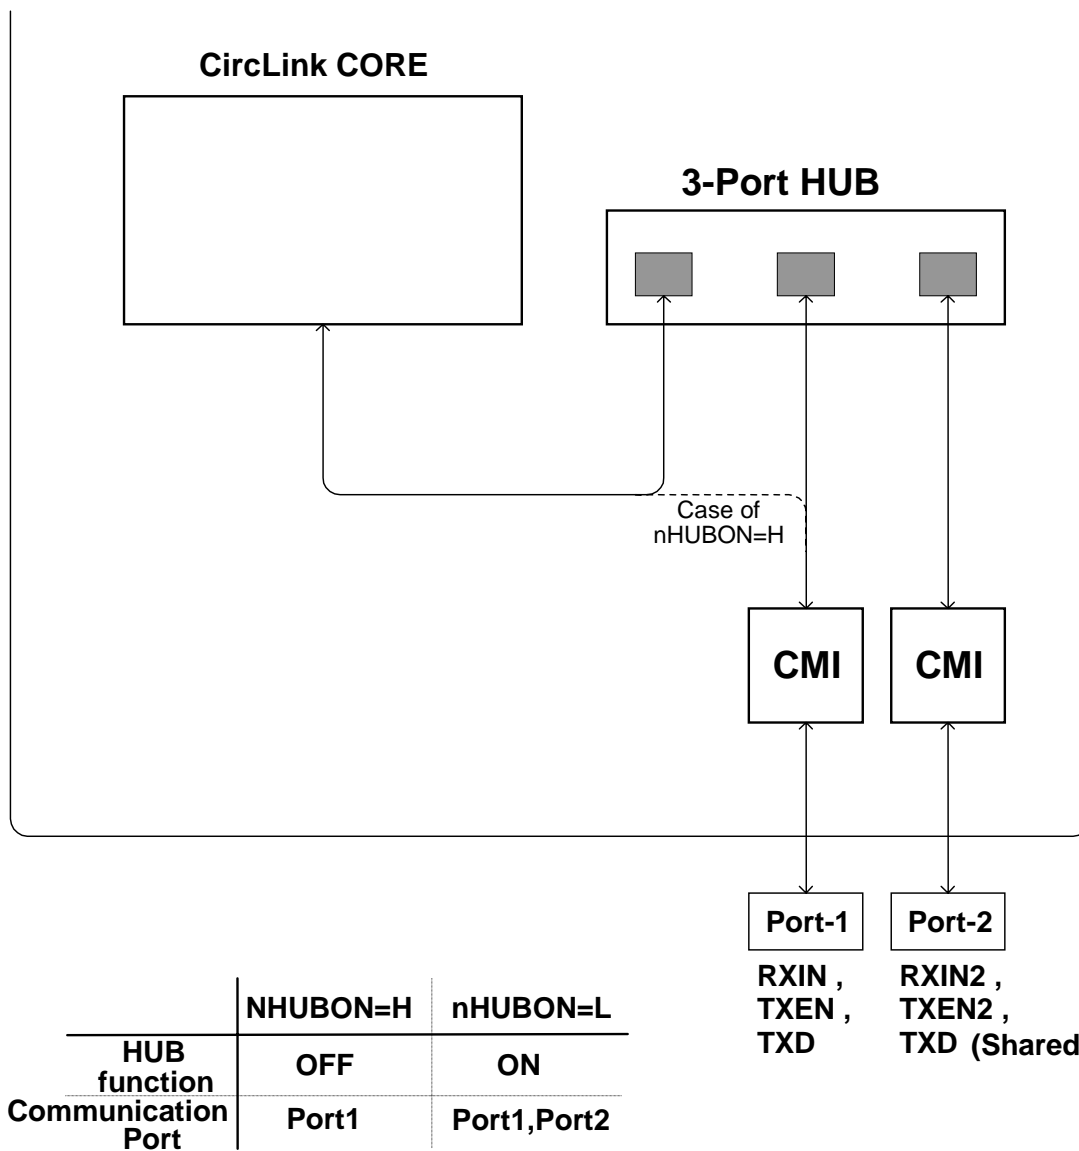 CircLink CORE
3-Port HUB
Case of
nHUBON=H
CMI CMI
Port-1 Port-2
RXIN , RXIN2 ,
TXEN , TXEN2 ,
TXD TXD (Shared
NHUBON=H nHUBON=L
HUB
function OFF ON
Communication
Port Port1 Port1,Port2